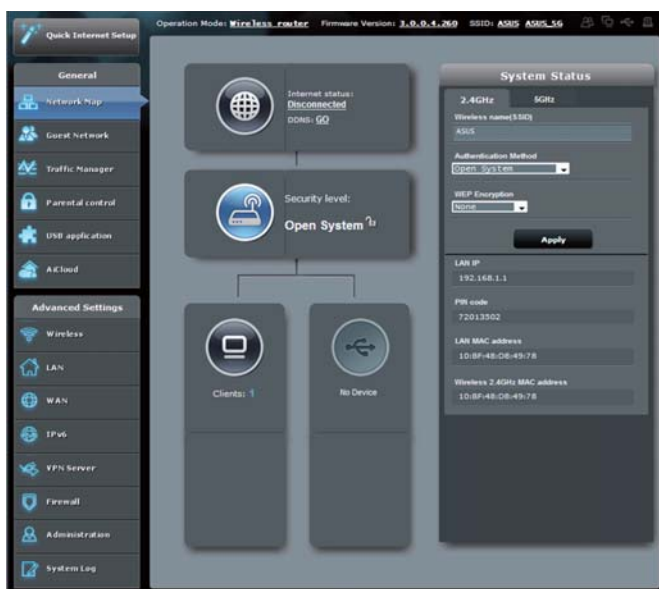 Quick Internet Setup
Operation Mode: Wireless router Firmware Version: 3.0.0.4.260 SSID: ASUS ASUS_5G
General
Network Map
Guest Network
Traffic Manager
Parental control
USB application
AiCloud
Advanced Settings
Wireless
LAN
WAN
IPv6
VPN Server
Firewall
Administration
System Log
Internet status:
Disconnected
DDNS: GO
Security level:
Open System
Clients: 1
No Device
System Status
2.4GHz 5GHz
Wireless name(SSID)
ASUS
Authentication Method
Open System
WEP Encryption
None
Apply
LAN IP
192.168.1.1
PIN code
72013502
LAN MAC address
10:BF:48:D8:49:78
Wireless 2.4GHz MAC address
10:BF:48:D8:49:78